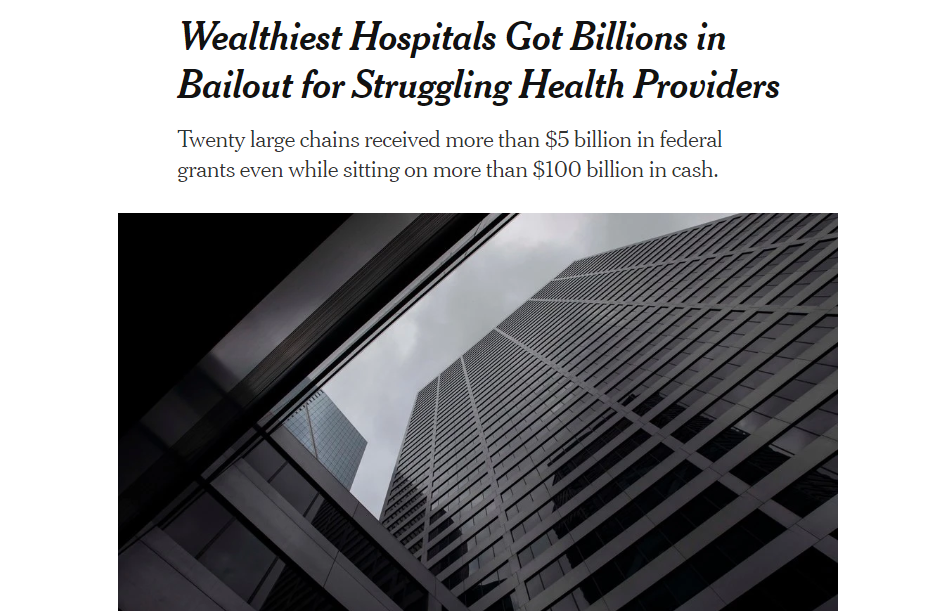 Wealthiest Hospitals Got Billions in
Bailout for Struggling Health Providers
Twenty large chains received more than $5 billion in federal
grants even while sitting on more than $100 billion in cash.